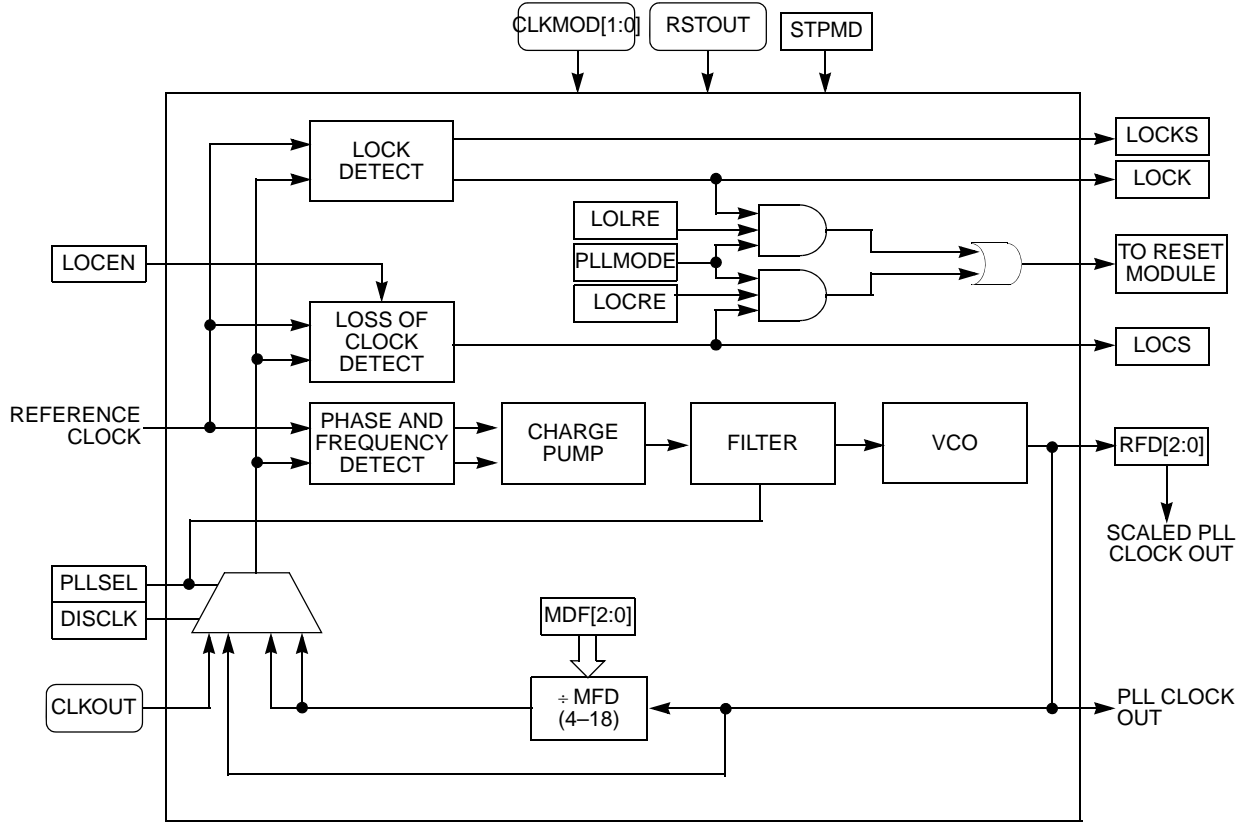 CLKMOD[1:0]
RSTOUT
STPMD
LOCK
DETECT
LOCKS
LOCK
LOLRE
PLLMODE
LOCRE
TO RESET
MODULE
LOCEN
LOSS OF
CLOCK
DETECT
LOCS
REFERENCE
CLOCK
PHASE AND
FREQUENCY
DETECT
CHARGE
PUMP
FILTER
VCO
RFD[2:0]
SCALED PLL
CLOCK OUT
PLLSEL
DISCLK
MDF[2:0]
CLKOUT
÷ MFD
(4–18)
PLL CLOCK
OUT